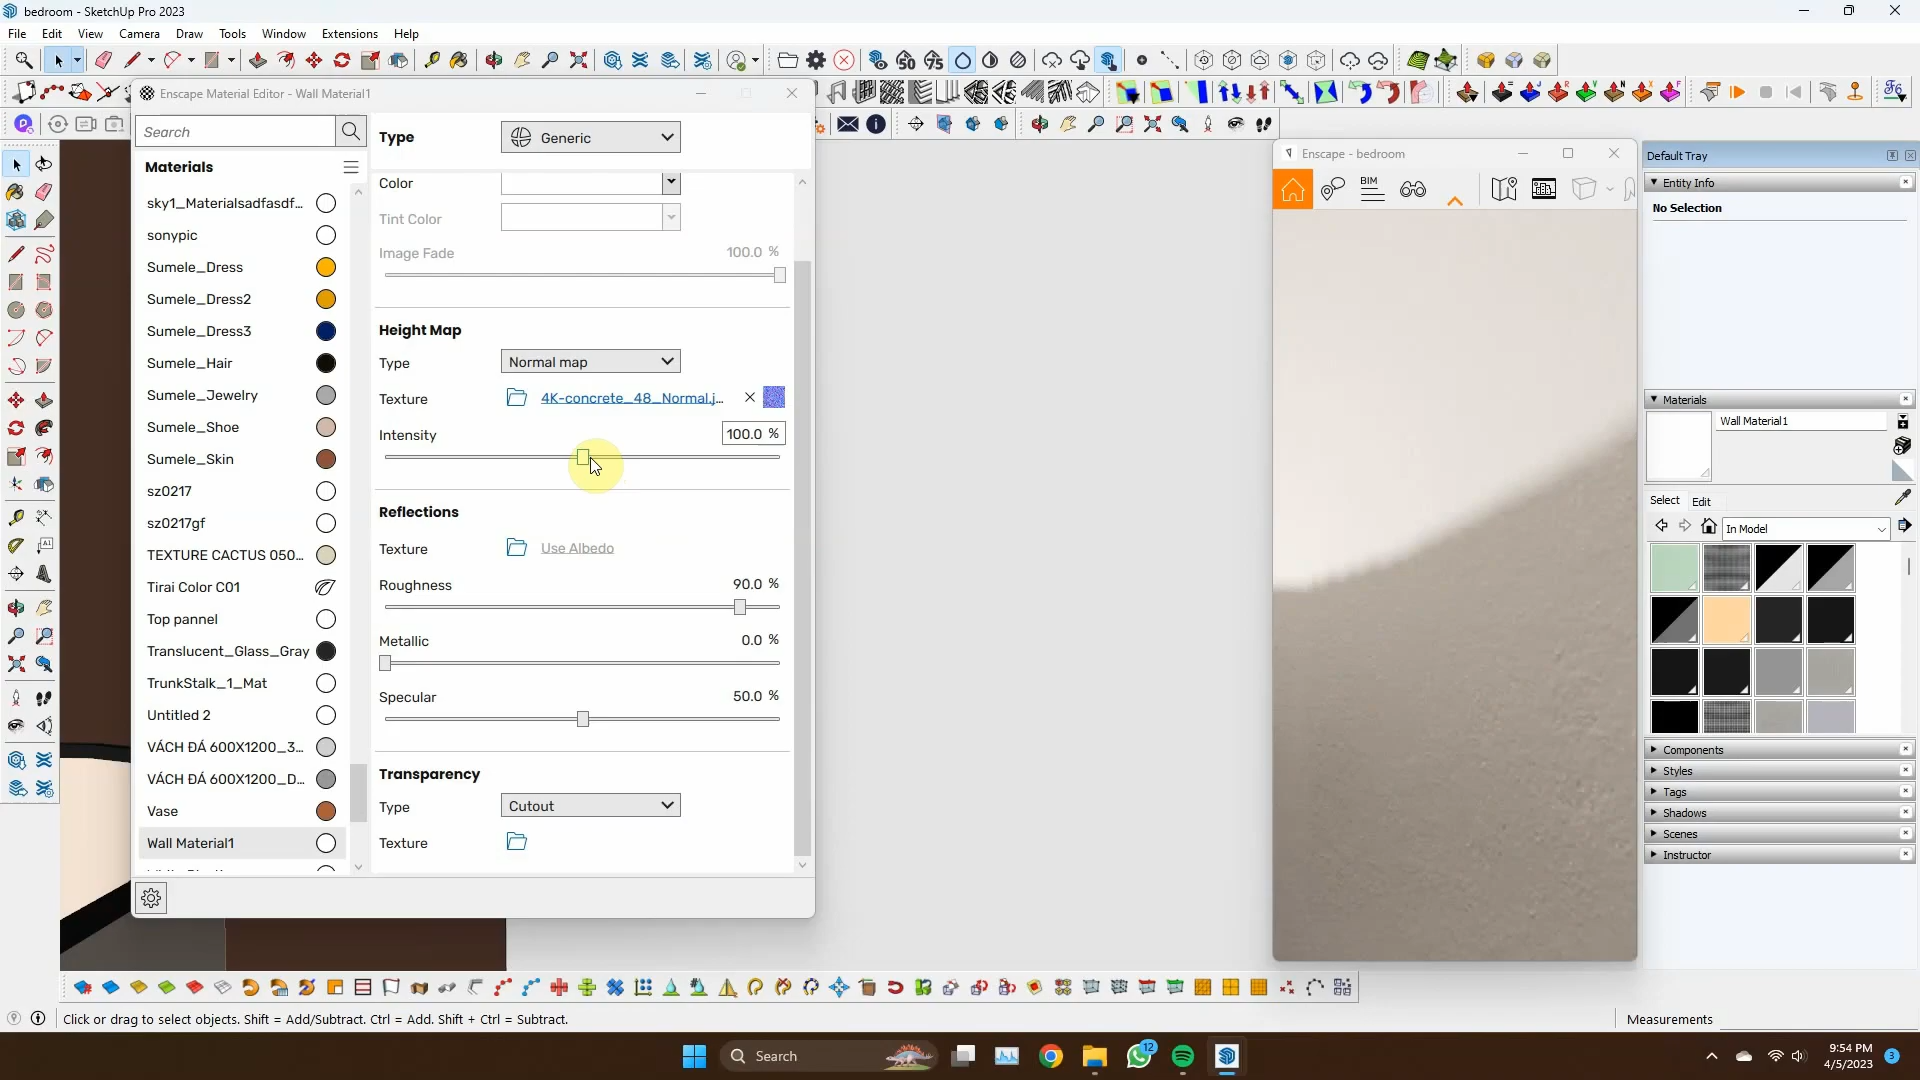 bedroom - SketchUp Pro 2023
File Edit View Camera Draw Tools Window Extensions Help
Enscape Material Editor - Wall Material1
Search
Materials
sky1_Materialsadfasdf...
sonypic
Sumele_Dress
Sumele_Dress2
Sumele_Dress3
Sumele_Hair
Sumele_Jewelry
Sumele_Shoe
Sumele_Skin
sz0217
sz0217gf
TEXTURE CACTUS 050...
Tirai Color C01
Top pannel
Translucent_Glass_Gray
TrunkStalk_1_Mat
Untitled 2
VÁCH ĐÁ 600X1200_3...
VÁCH ĐÁ 600X1200_D...
Vase
Wall Material1
Type Generic
Color
Tint Color
Image Fade 100.0 %
Height Map
Type Normal map
Texture 4K-concrete_48_Normal.j...
Intensity 100.0 %
Reflections
Texture Use Albedo
Roughness 90.0 %
Metallic 0.0 %
Specular 50.0 %
Transparency
Type Cutout
Texture
Enscape - bedroom
BIM
Default Tray
Entity Info
No Selection
Materials
Wall Material1
Select Edit
In Model
Components
Styles
Tags
Shadows
Scenes
Instructor
Click or drag to select objects. Shift = Add/Subtract. Ctrl = Add. Shift + Ctrl = Subtract.
Measurements
Search
12
9:54 PM
4/5/2023
3